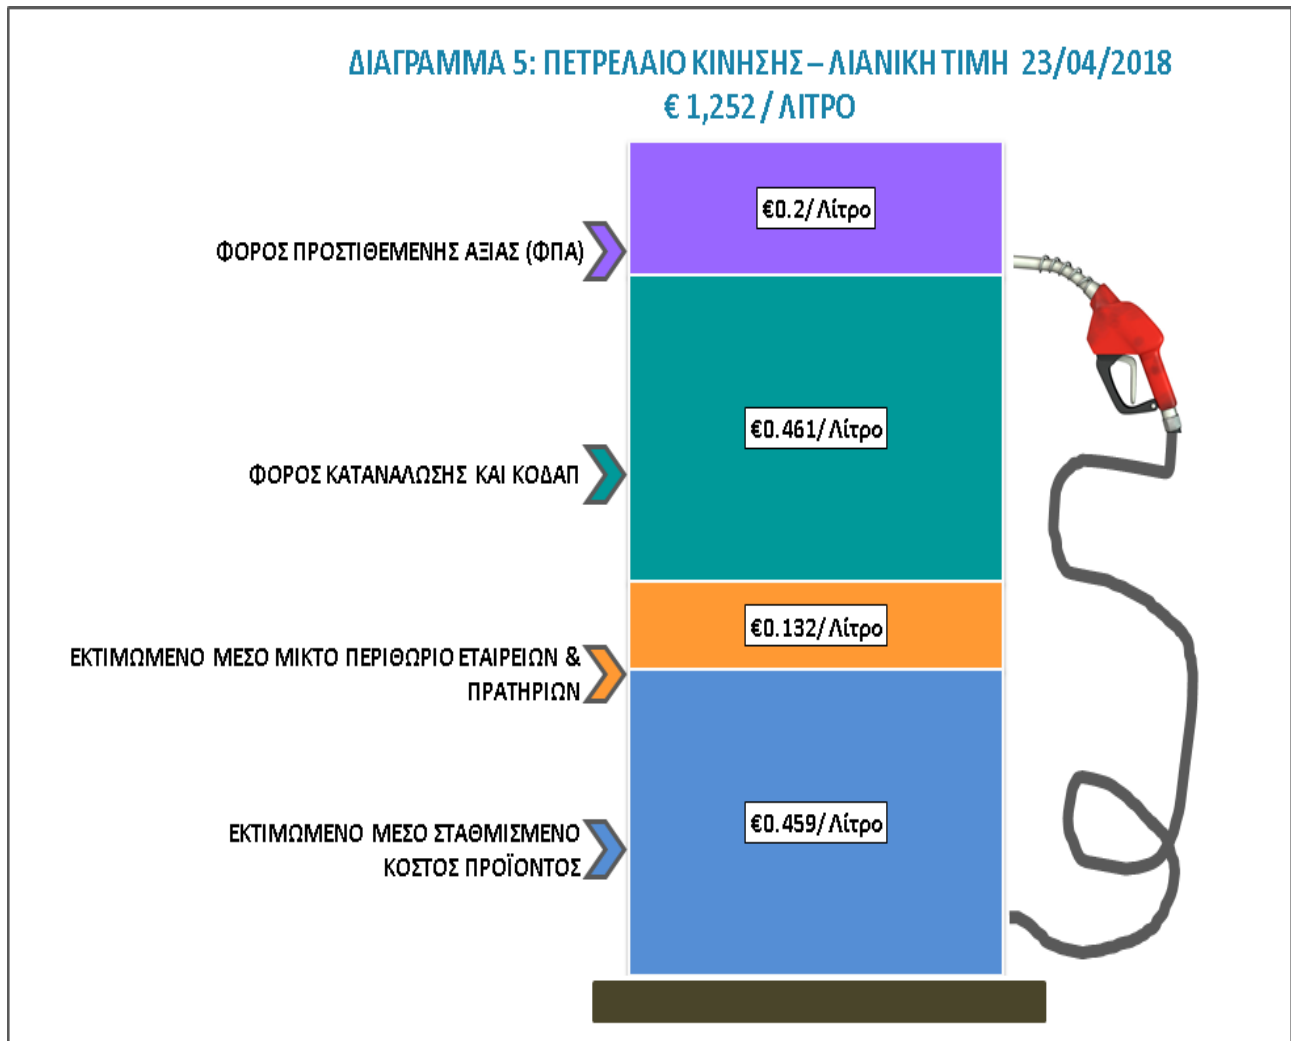 ΔΙΑΓΡΑΜΜΑ 5: ΠΕΤΡΕΛΑΙΟ ΚΙΝΗΣΗΣ – ΛΙΑΝΙΚΗ ΤΙΜΗ 23/04/2018
€ 1,252 / ΛΙΤΡΟ
€0.2/Λίτρο
ΦΟΡΟΣ ΠΡΟΣΤΙΘΕΜΕΝΗΣ ΑΞΙΑΣ (ΦΠΑ)
€0.461/Λίτρο
ΦΟΡΟΣ ΚΑΤΑΝΑΛΩΣΗΣ ΚΑΙ ΚΟΔΑΠ
€0.132/Λίτρο
ΕΚΤΙΜΩΜΕΝΟ ΜΕΣΟ ΜΙΚΤΟ ΠΕΡΙΘΩΡΙΟ ΕΤΑΙΡΕΙΩΝ &
ΠΡΑΤΗΡΙΩΝ
€0.459/Λίτρο
ΕΚΤΙΜΩΜΕΝΟ ΜΕΣΟ ΣΤΑΘΜΙΣΜΕΝΟ
ΚΟΣΤΟΣ ΠΡΟΪΟΝΤΟΣ